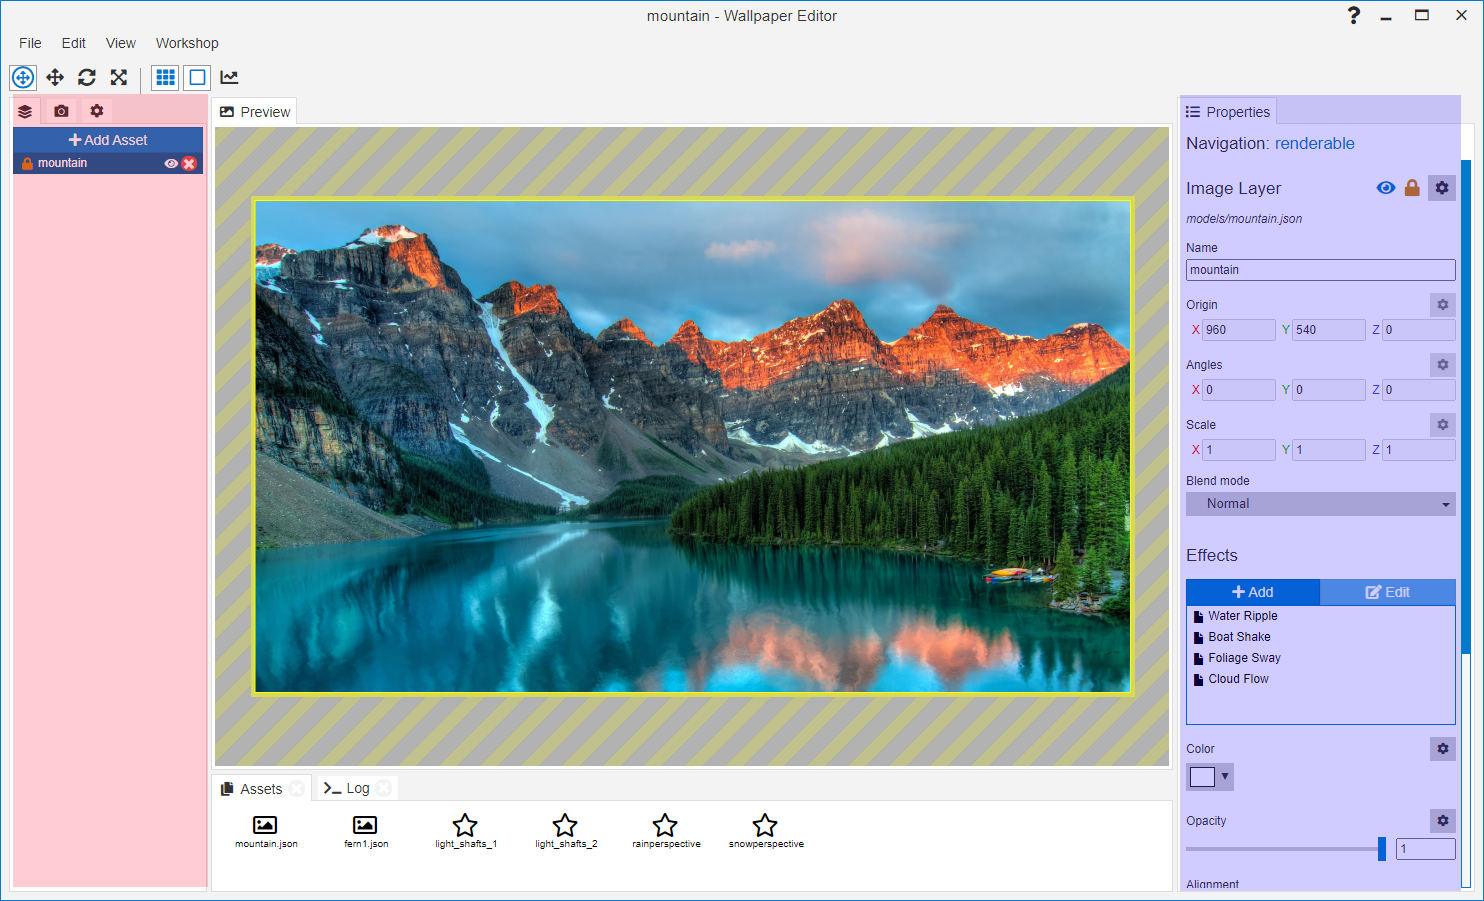 mountain - Wallpaper Editor
File Edit View Workshop
Add Asset
mountain
Preview
Assets
Log
mountain.json
fern1.json
light_shafts_1
light_shafts_2
rainperspective
snowperspective
Properties
Navigation: renderable
Image Layer
models/mountain.json
Name
mountain
Origin
X 960 Y 540 Z 0
Angles
X 0 Y 0 Z 0
Scale
X 1 Y 1 Z 1
Blend mode
Normal
Effects
Add Edit
Water Ripple
Boat Shake
Foliage Sway
Cloud Flow
Color
Opacity
1
Alignment